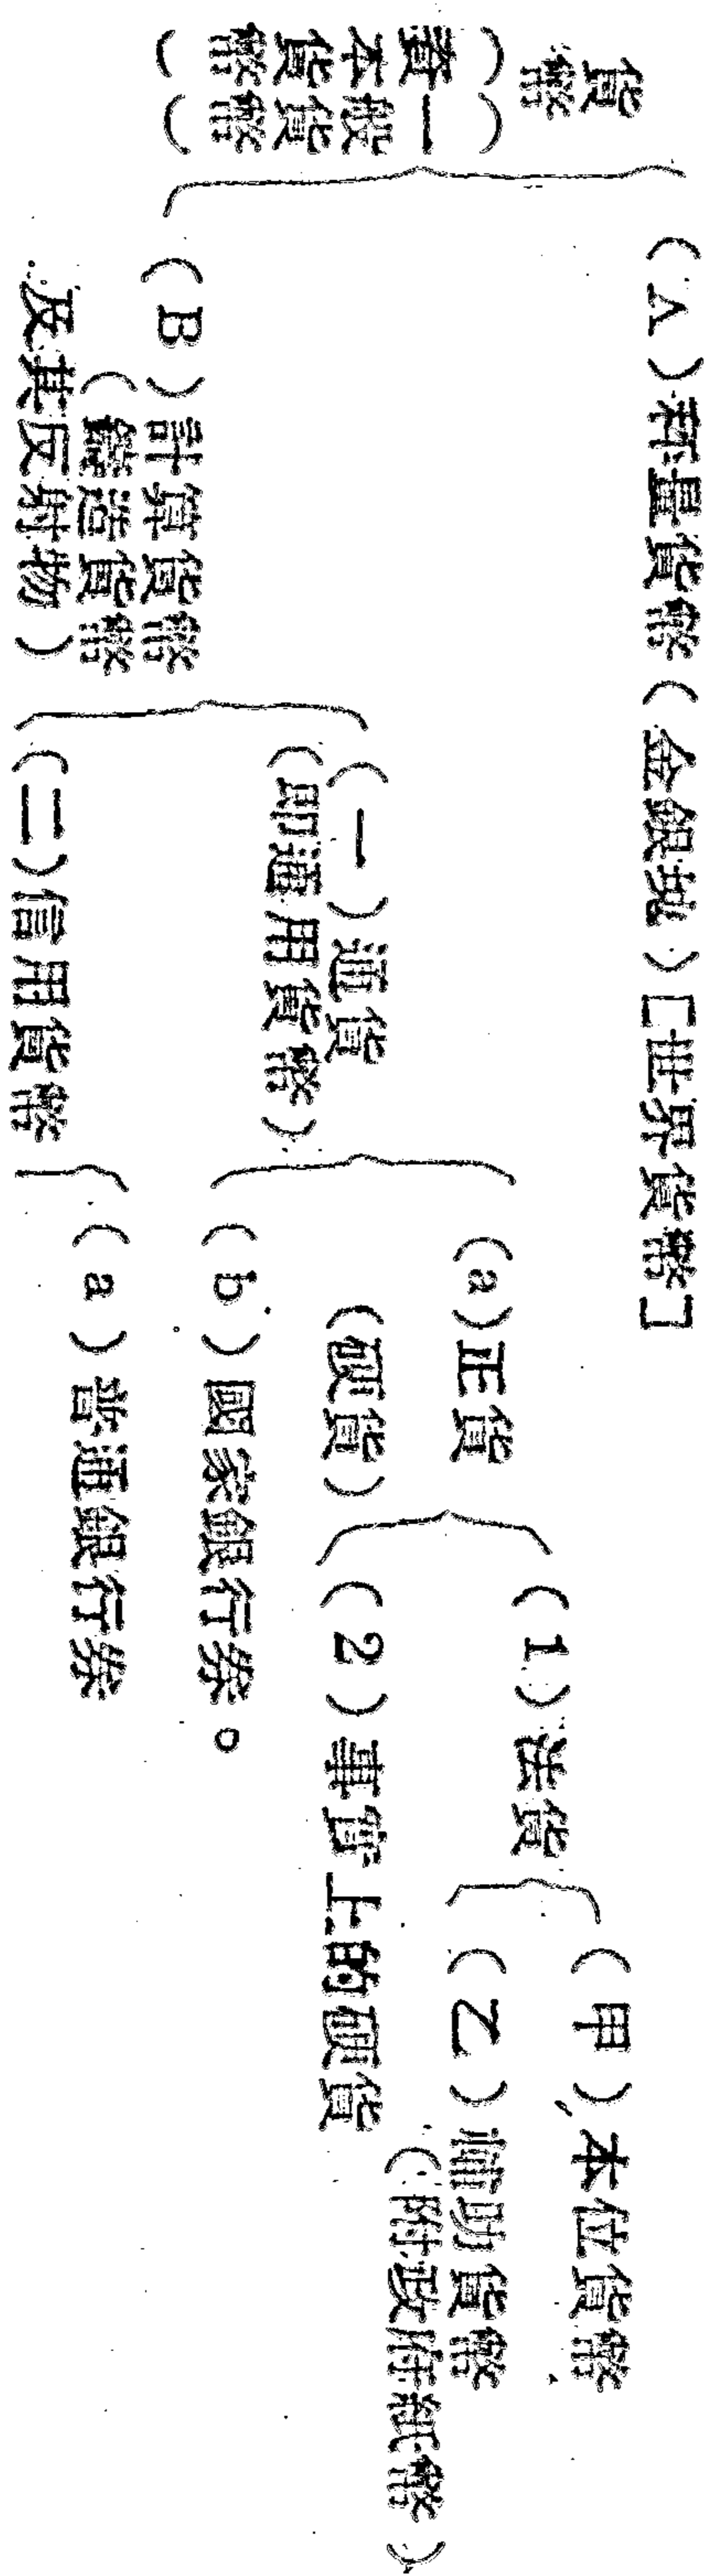 貨幣
(一般貨幣)
(資本貨幣)
(A)秤量貨幣(金銀塊)[世界貨幣]
(B)計算貨幣
(鑄造貨幣
及其反射物)
(一)通貨
(即通用貨幣)
(a)正貨
(硬貨)
(1)法貨
(甲)本位貨幣
(乙)補助貨幣
(附政府紙幣)
(2)事實上的硬貨
(b)國家銀行券。
(二)信用貨幣
(a)普通銀行券